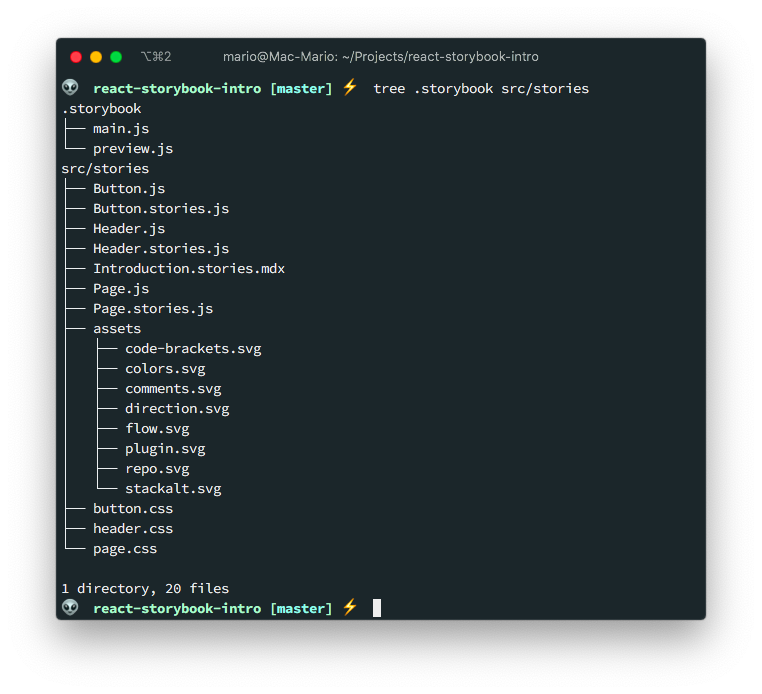 ⌥⌘2 mario@Mac-Mario: ~/Projects/react-storybook-intro
👽 react-storybook-intro [master] ⚡ tree .storybook src/stories
.storybook
├── main.js
└── preview.js
src/stories
├── Button.js
├── Button.stories.js
├── Header.js
├── Header.stories.js
├── Introduction.stories.mdx
├── Page.js
├── Page.stories.js
├── assets
│   ├── code-brackets.svg
│   ├── colors.svg
│   ├── comments.svg
│   ├── direction.svg
│   ├── flow.svg
│   ├── plugin.svg
│   ├── repo.svg
│   └── stackalt.svg
├── button.css
├── header.css
└── page.css
1 directory, 20 files
👽 react-storybook-intro [master] ⚡